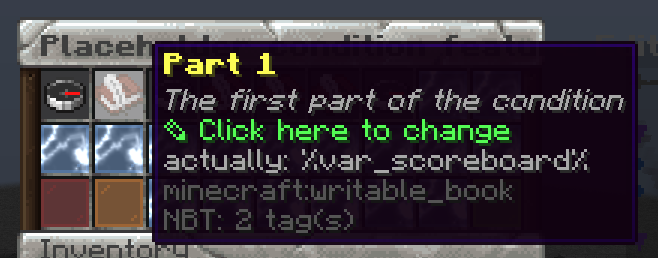 Part 1
The first part of the condition
✎ Click here to change
actually: %var_scoreboard%
minecraft:writable_book
NBT: 2 tag(s)
Inventory